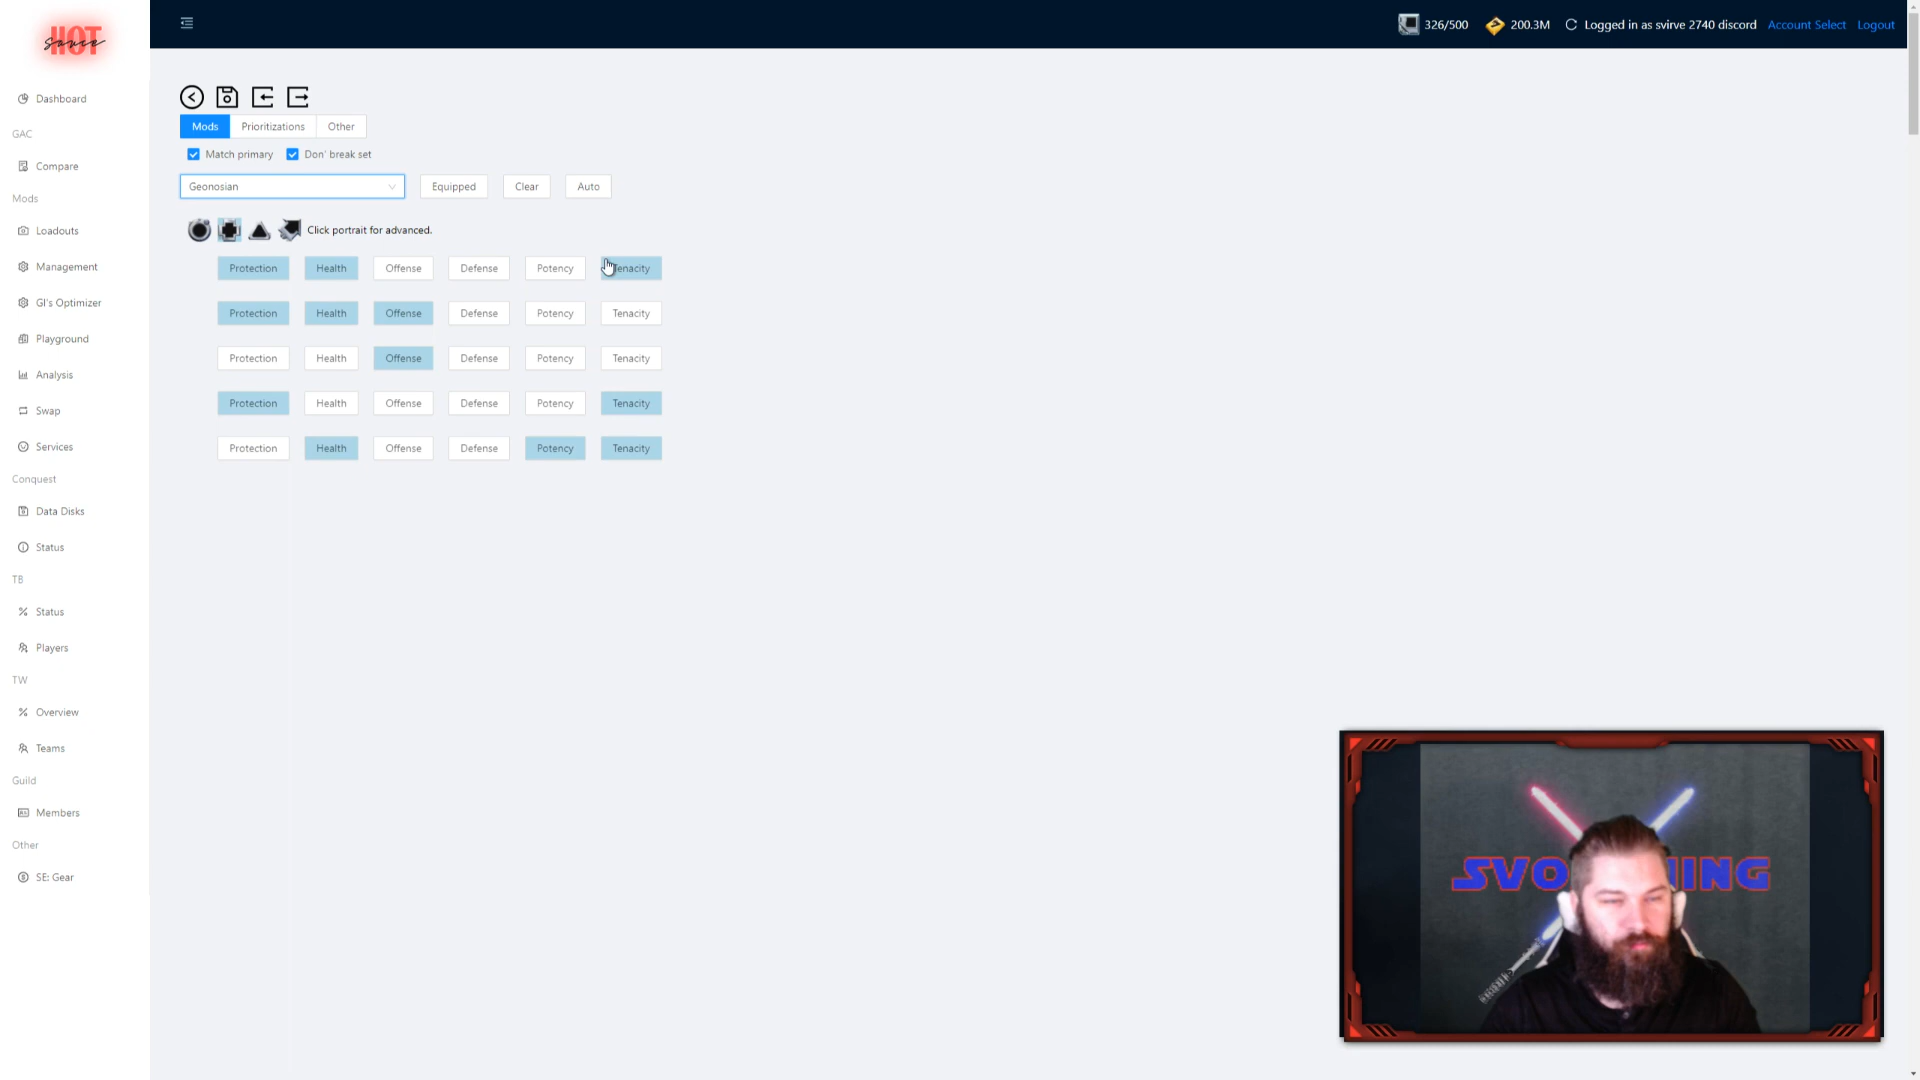 HOT
sauce
326/500
200.3M
Logged in as svirve 2740 discord
Account Select
Logout
Dashboard
GAC
Compare
Mods
Loadouts
Management
GI's Optimizer
Playground
Analysis
Swap
Services
Conquest
Data Disks
Status
TB
Status
Players
TW
Overview
Teams
Guild
Members
Other
SE: Gear
Mods Prioritizations Other
Match primary Don' break set
Geonosian Equipped Clear Auto
Click portrait for advanced.
Protection Health Offense Defense Potency Tenacity
Protection Health Offense Defense Potency Tenacity
Protection Health Offense Defense Potency Tenacity
Protection Health Offense Defense Potency Tenacity
Protection Health Offense Defense Potency Tenacity